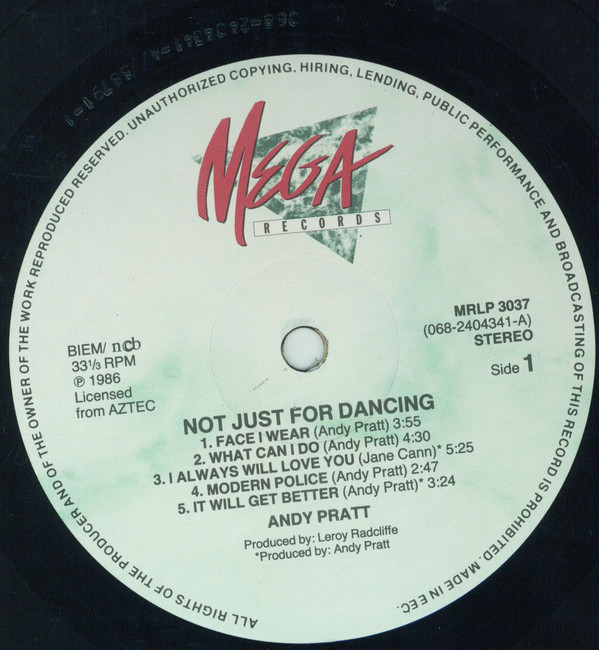 MEGA
RECORDS
MRLP 3037
(068-2404341-A)
STEREO
Side 1
BIEM/ ncb
33⅓ RPM
℗ 1986
Licensed
from AZTEC
NOT JUST FOR DANCING
1. FACE I WEAR (Andy Pratt) 3:55
2. WHAT CAN I DO (Andy Pratt) 4:30
3. I ALWAYS WILL LOVE YOU (Jane Cann)* 5:25
4. MODERN POLICE (Andy Pratt) 2:47
5. IT WILL GET BETTER (Andy Pratt)* 3:24
ANDY PRATT
Produced by: Leroy Radcliffe
*Produced by: Andy Pratt
ALL RIGHTS OF THE PRODUCER AND OF THE OWNER OF THE WORK REPRODUCED RESERVED. UNAUTHORIZED COPYING, HIRING, LENDING, PUBLIC PERFORMANCE AND BROADCASTING OF THIS RECORD IS PROHIBITED. MADE IN EEC.